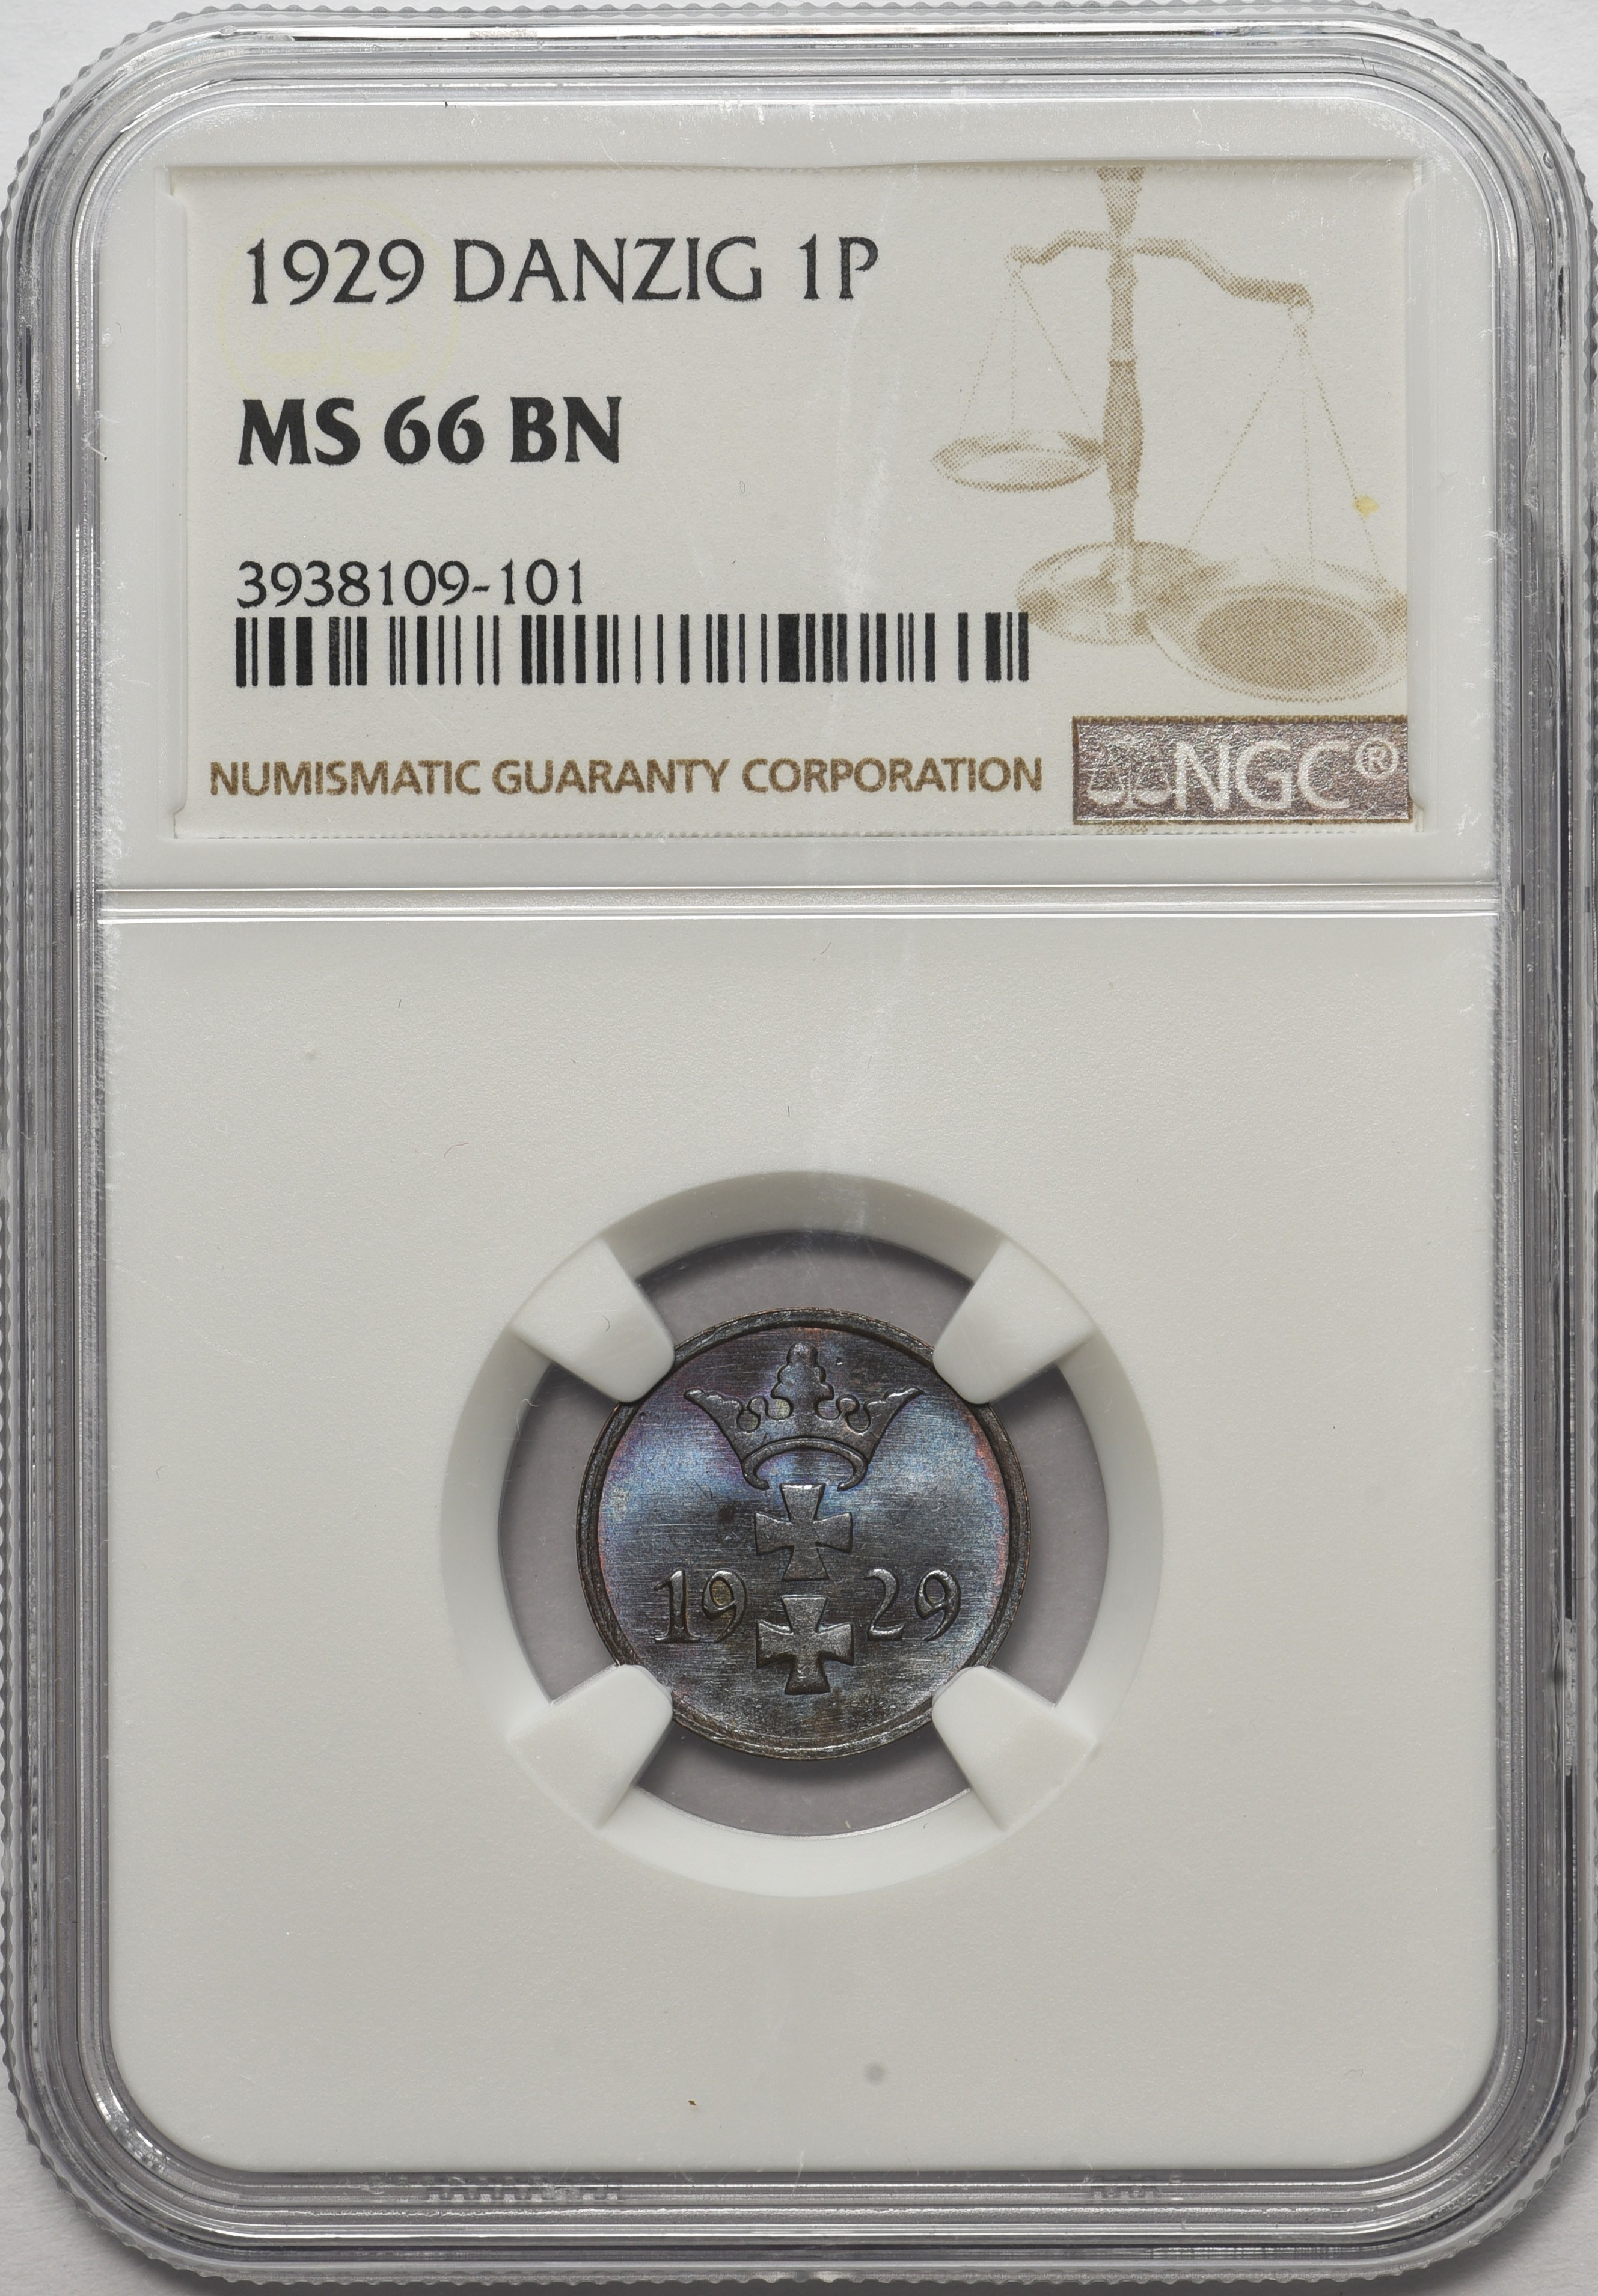 1929 DANZIG 1P
MS 66 BN
3938109-101
NUMISMATIC GUARANTY CORPORATION
NGC®
19 29